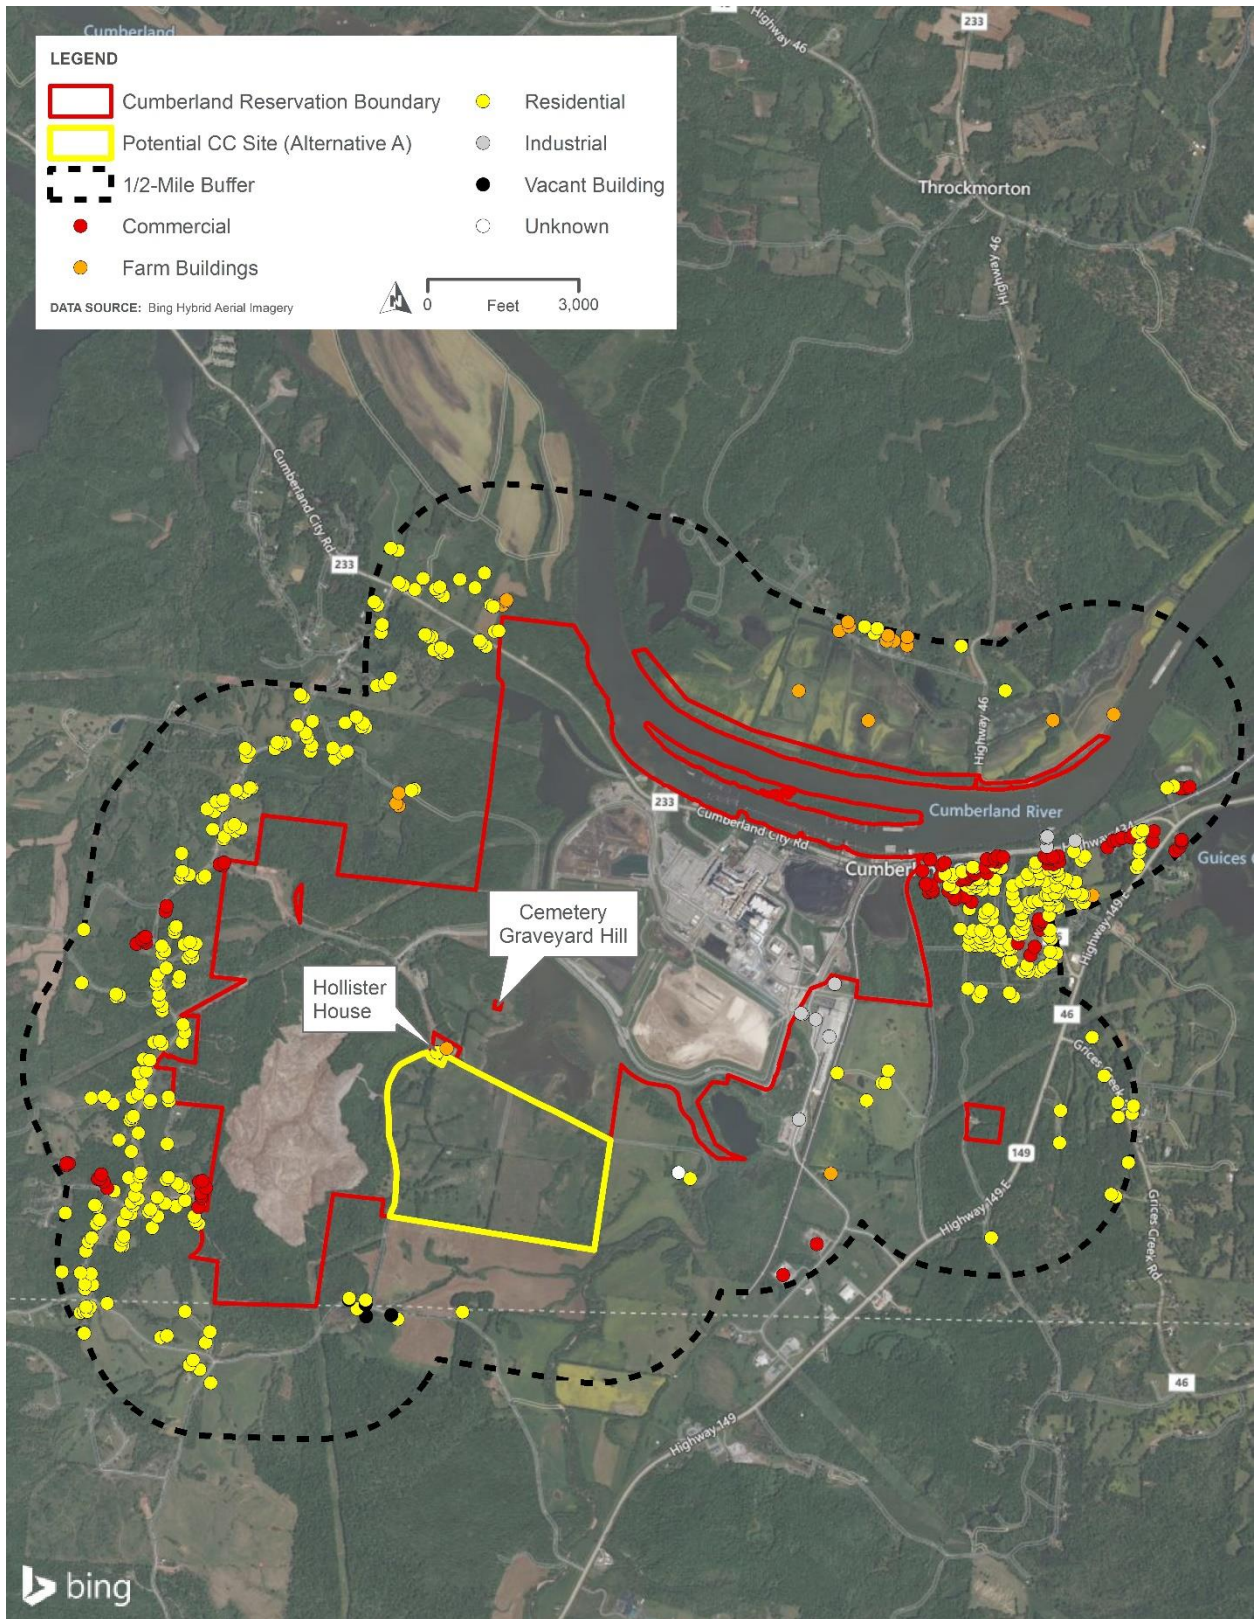 Cumberland
Highway 46
233
LEGEND
Cumberland Reservation Boundary
Potential CC Site (Alternative A)
1/2-Mile Buffer
Commercial
Farm Buildings
Residential
Industrial
Vacant Building
Unknown
DATA SOURCE: Bing Hybrid Aerial Imagery
N
0 Feet 3,000
Throckmorton
Highway 46
Cumberland City Rd
233
Highway 46
233
Cumberland City Rd
Cumberland River
Cumberl
Guices
Cemetery
Graveyard Hill
Hollister
House
Highway 149 E
46
Grices Creek
149
Highway 149 E
Grices Creek Rd
46
Highway 149
bing